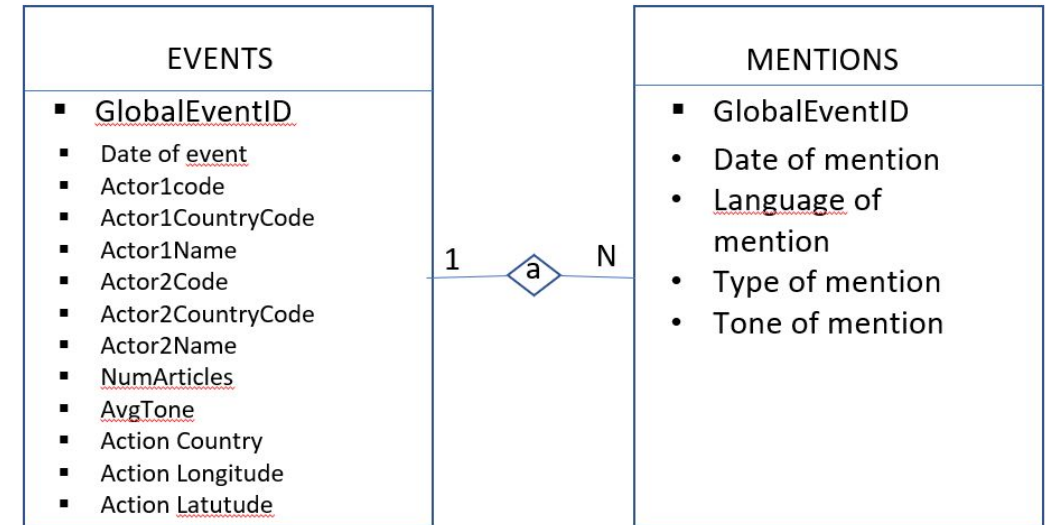 EVENTS
GlobalEventID
Date of event
Actor1code
Actor1CountryCode
Actor1Name
Actor2Code
Actor2CountryCode
Actor2Name
NumArticles
AvgTone
Action Country
Action Longitude
Action Latutude
1
a
N
MENTIONS
GlobalEventID
Date of mention
Language of
mention
Type of mention
Tone of mention